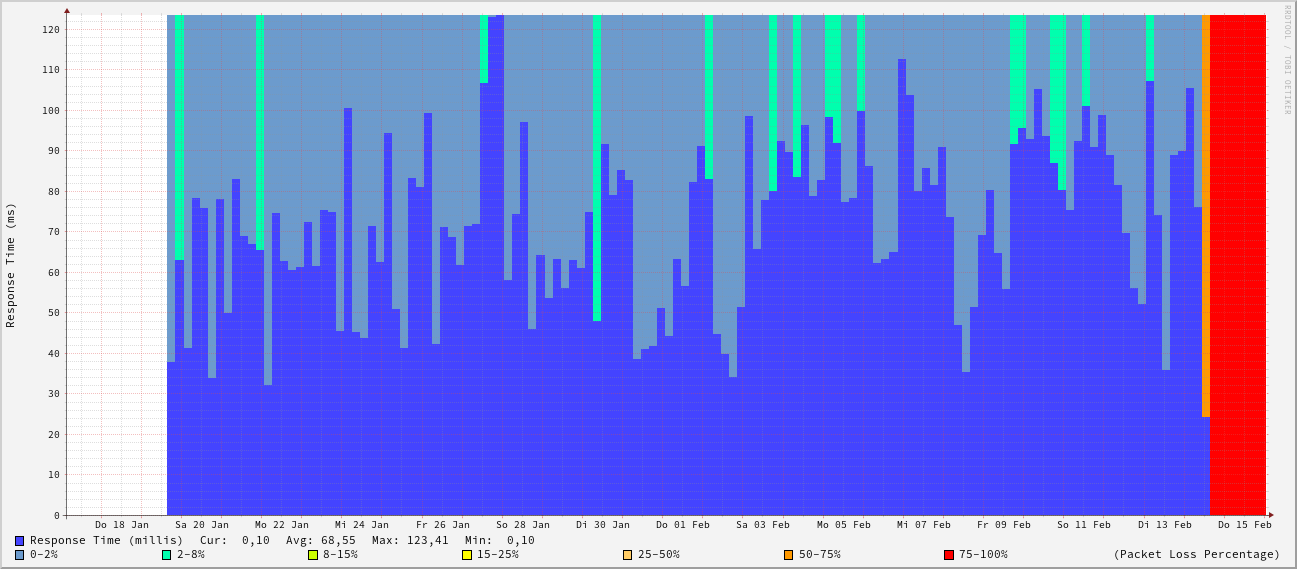 RRDTOOL / TOBI OETIKER
Response Time (ms)
120
110
100
90
80
70
60
50
40
30
20
10
0
Do 18 Jan Sa 20 Jan Mo 22 Jan Mi 24 Jan Fr 26 Jan So 28 Jan Di 30 Jan Do 01 Feb Sa 03 Feb Mo 05 Feb Mi 07 Feb Fr 09 Feb So 11 Feb Di 13 Feb Do 15 Feb
Response Time (millis) Cur: 0,10 Avg: 68,55 Max: 123,41 Min: 0,10
0-2% 2-8% 8-15% 15-25% 25-50% 50-75% 75-100% (Packet Loss Percentage)